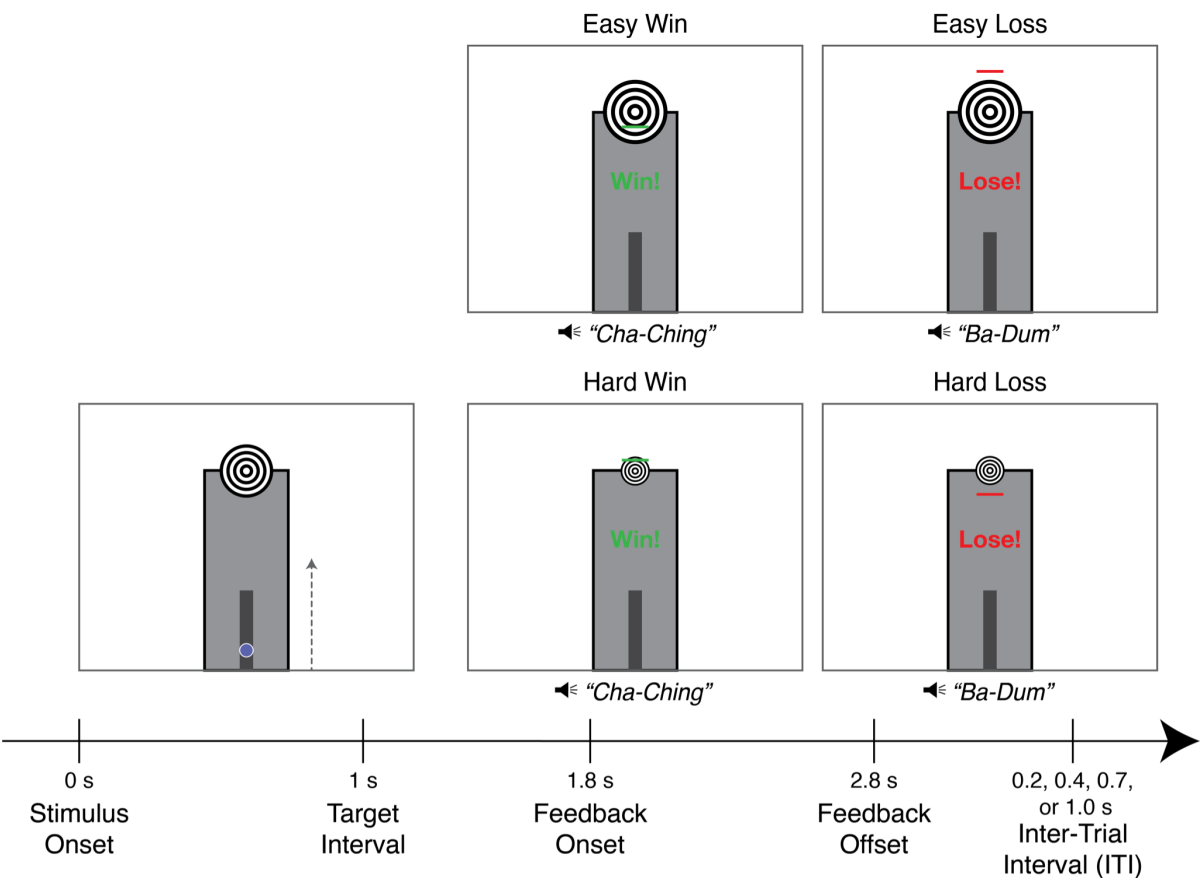 Easy Win
Easy Loss
Win!
Lose!
“Cha-Ching”
“Ba-Dum”
Hard Win
Hard Loss
Win!
Lose!
“Cha-Ching”
“Ba-Dum”
0 s
Stimulus
Onset
1 s
Target
Interval
1.8 s
Feedback
Onset
2.8 s
Feedback
Offset
0.2, 0.4, 0.7,
or 1.0 s
Inter-Trial
Interval (ITI)